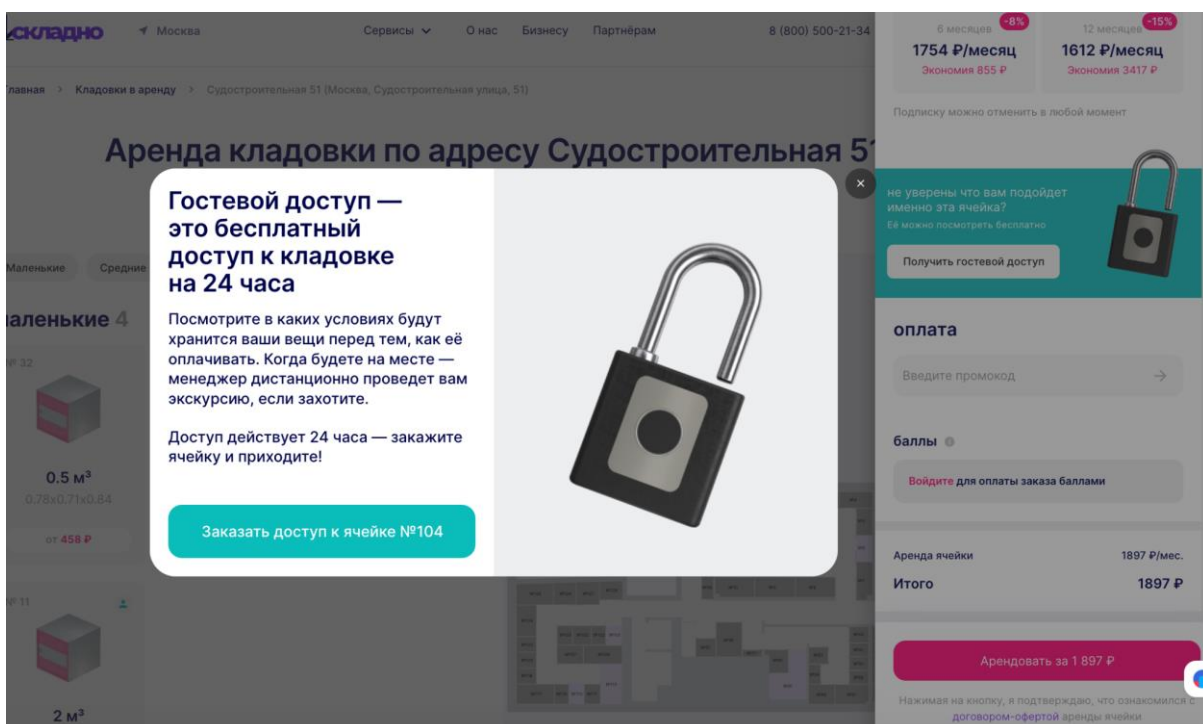 складно
Москва
Сервисы
О нас
Бизнесу
Партнёрам
8 (800) 500-21-34
лавная > Кладовки в аренду > Судостроительная 51 (Москва, Судостроительная улица, 51)
Аренда кладовки по адресу Судостроительная 51
Маленькие
Средние
маленькие 4
№ 32
0.5 м³
0.78x0.71x0.84
от 458 ₽
№ 11
2 м³
Гостевой доступ —
это бесплатный
доступ к кладовке
на 24 часа
Посмотрите в каких условиях будут
хранится ваши вещи перед тем, как её
оплачивать. Когда будете на месте —
менеджер дистанционно проведет вам
экскурсию, если захотите.
Доступ действует 24 часа — закажите
ячейку и приходите!
Заказать доступ к ячейке №104
-8%
6 месяцев
1754 ₽/месяц
Экономия 855 ₽
-15%
12 месяцев
1612 ₽/месяц
Экономия 3417 ₽
Подписку можно отменить в любой момент
не уверены что вам подойдет
именно эта ячейка?
Её можно посмотреть бесплатно
Получить гостевой доступ
оплата
Введите промокод
баллы
Войдите для оплаты заказа баллами
Аренда ячейки 1897 ₽/мес.
Итого 1897 ₽
Арендовать за 1 897 ₽
Нажимая на кнопку, я подтверждаю, что ознакомился с
договором-офертой аренды ячейки